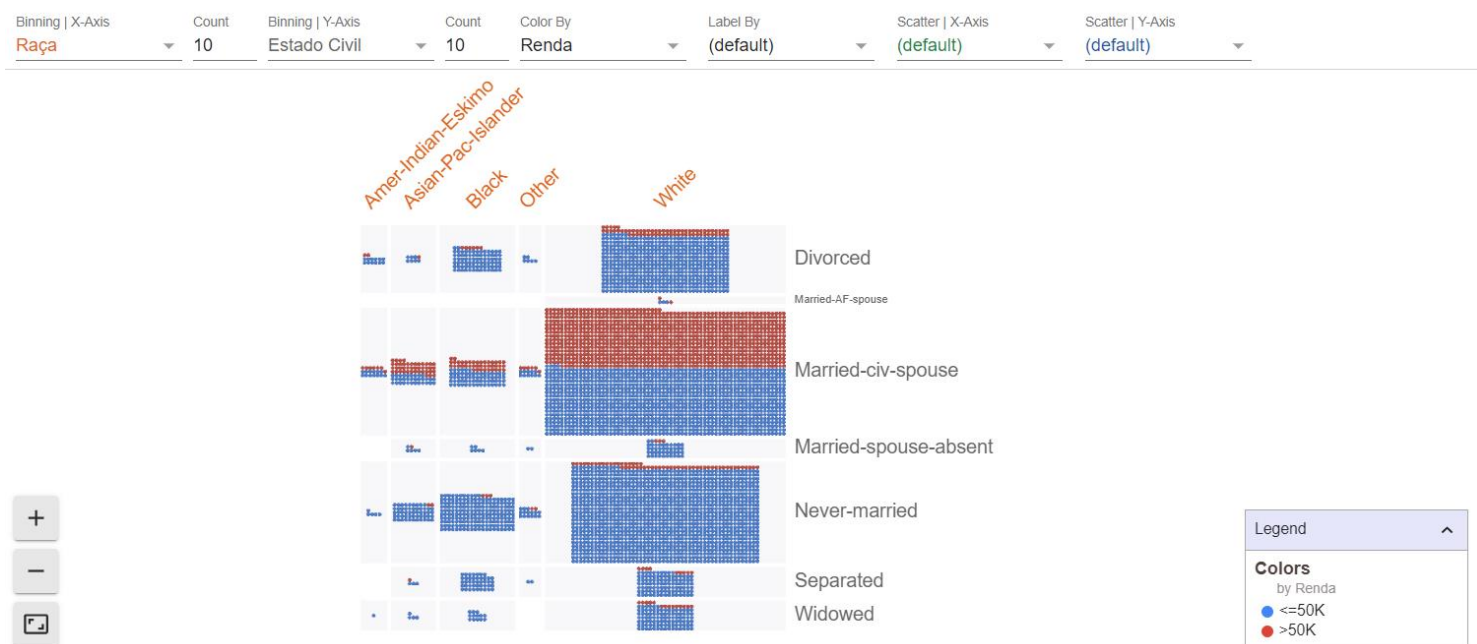 Binning | X-Axis Count Binning | Y-Axis Count Color By Label By Scatter | X-Axis Scatter | Y-Axis
Raça 10 Estado Civil 10 Renda (default) (default) (default)
Amer-Indian-Eskimo
Asian-Pac-Islander
Black
Other
White
Divorced
Married-AF-spouse
Married-civ-spouse
Married-spouse-absent
Never-married
Separated
Widowed
+
−
Legend
Colors
by Renda
<=50K
>50K